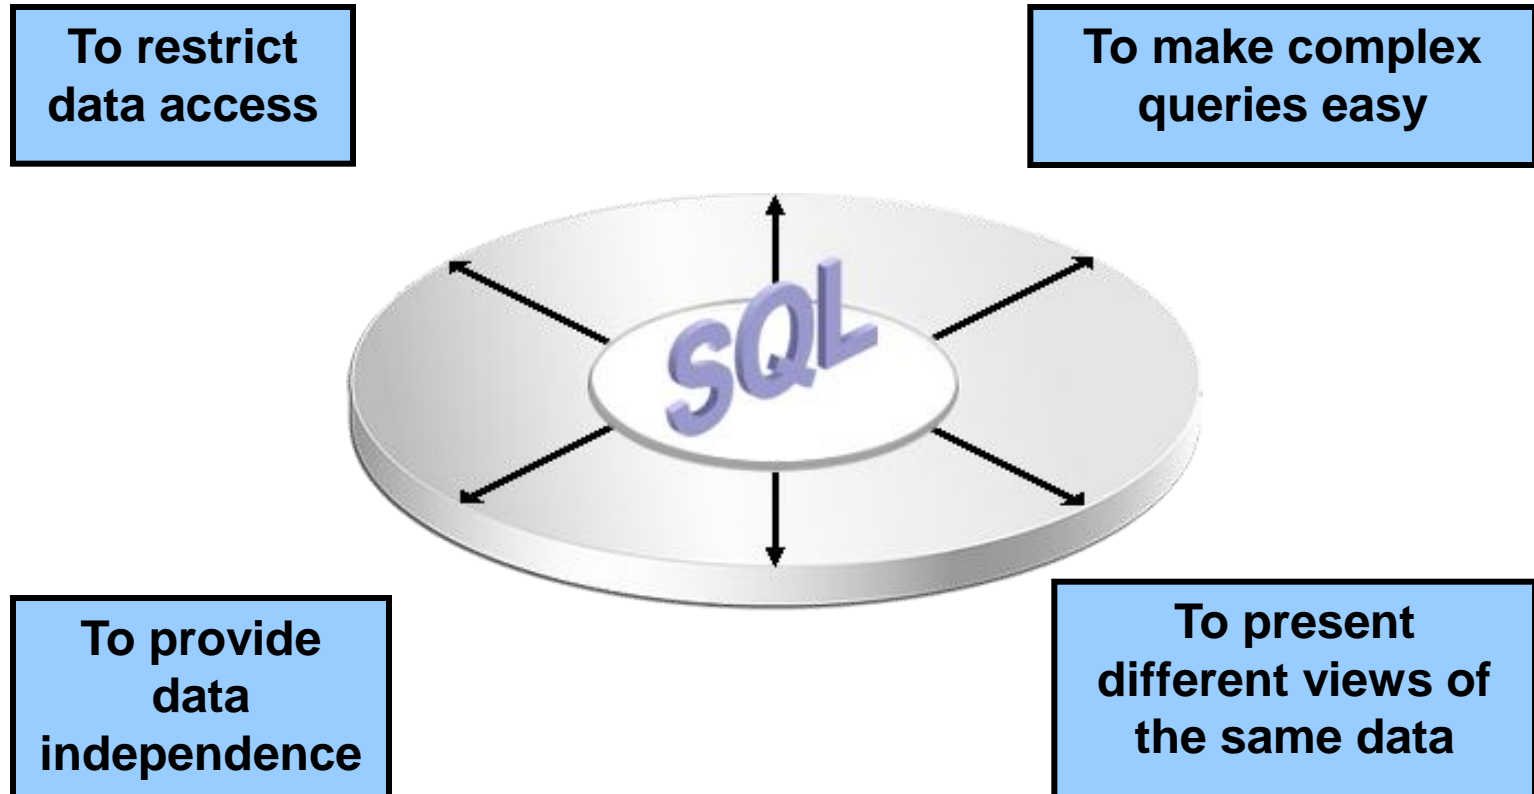 To restrict
data access
To make complex
queries easy
SQL
To provide
data
independence
To present
different views of
the same data